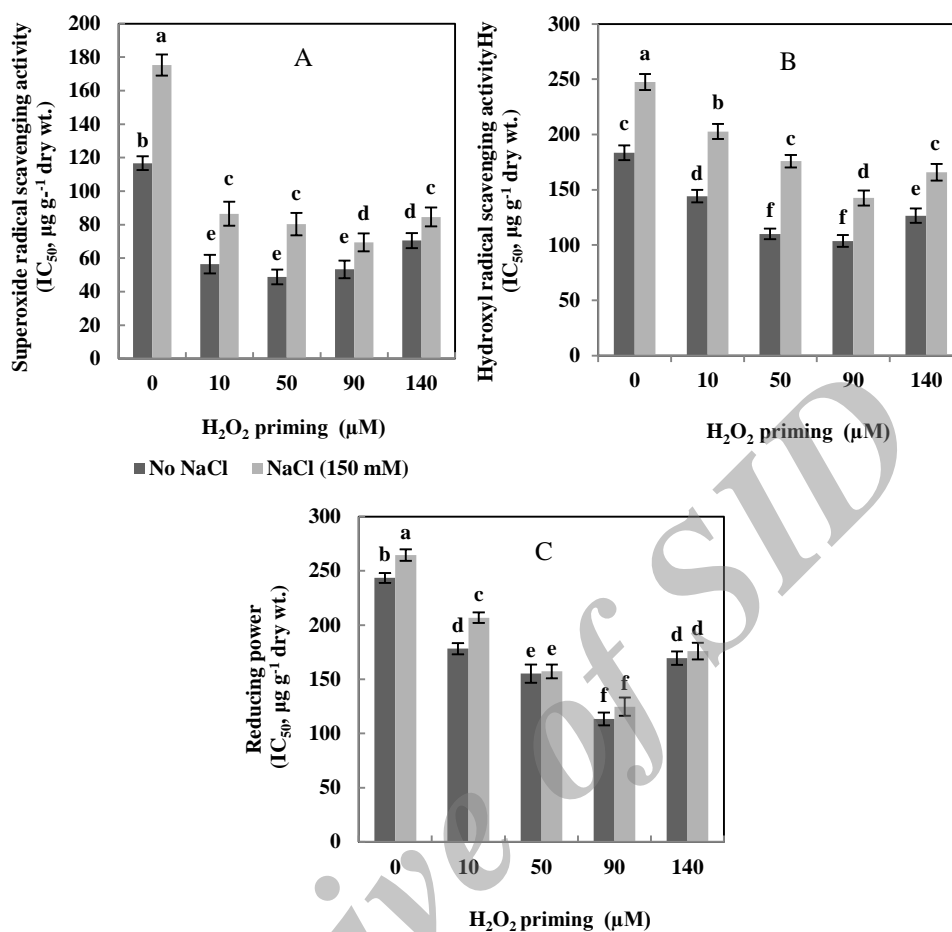 Superoxide radical scavenging activity
(IC50, µg g-1 dry wt.)
200
180
160
140
120
100
80
60
40
20
0
A
a
b
c
e
c
e
d
e
c
d
0 10 50 90 140
H2O2 priming (µM)
No NaCl NaCl (150 mM)
Hydroxyl radical scavenging activityHy
(IC50, µg g-1 dry wt.)
300
250
200
150
100
50
0
B
a
c
b
d
c
f
d
f
c
e
0 10 50 90 140
H2O2 priming (µM)
Reducing power
(IC50, µg g-1 dry wt.)
300
250
200
150
100
50
0
C
b a
d c
e e
f f
d d
0 10 50 90 140
H2O2 priming (µM)
ive of SID